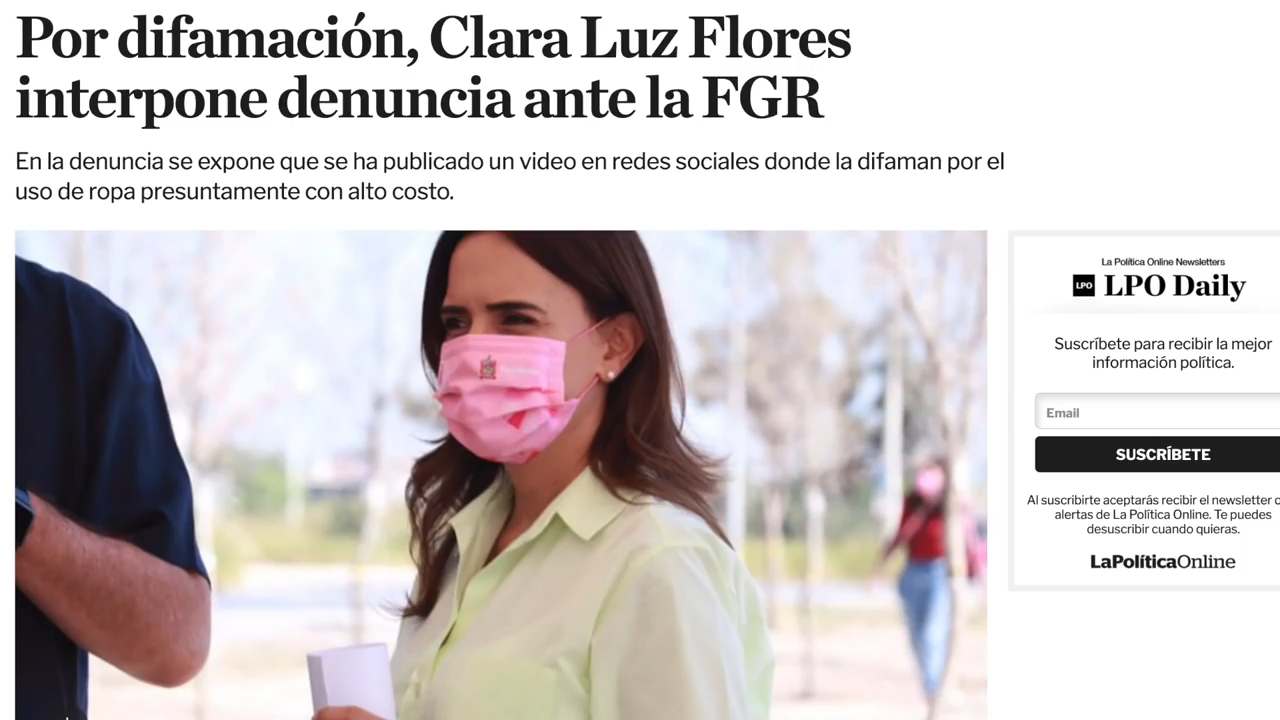 Por difamación, Clara Luz Flores
interpone denuncia ante la FGR
En la denuncia se expone que se ha publicado un video en redes sociales donde la difaman por el
uso de ropa presuntamente con alto costo.
La Política Online Newsletters
LPO LPO Daily
Suscríbete para recibir la mejor
información política.
Email
SUSCRÍBETE
Al suscribirte aceptarás recibir el newsletter
alertas de La Política Online. Te puedes
desuscribir cuando quieras.
LaPolíticaOnline